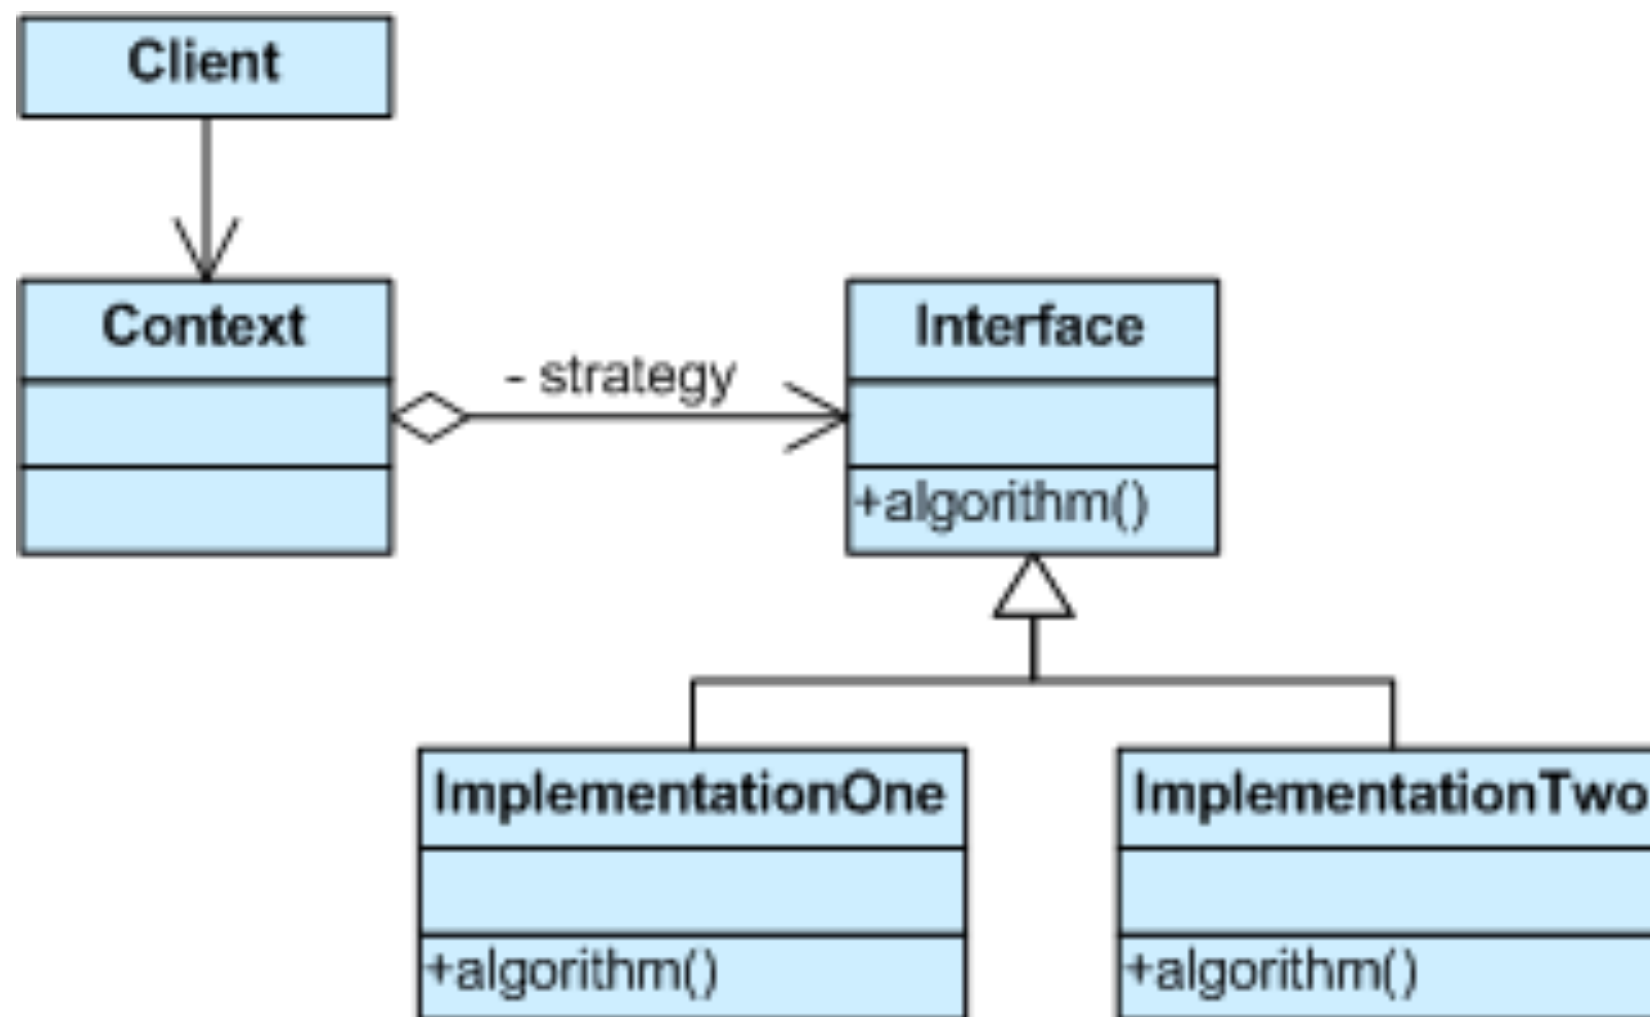 Client
Context
- strategy
Interface
+algorithm()
ImplementationOne
+algorithm()
ImplementationTwo
+algorithm()